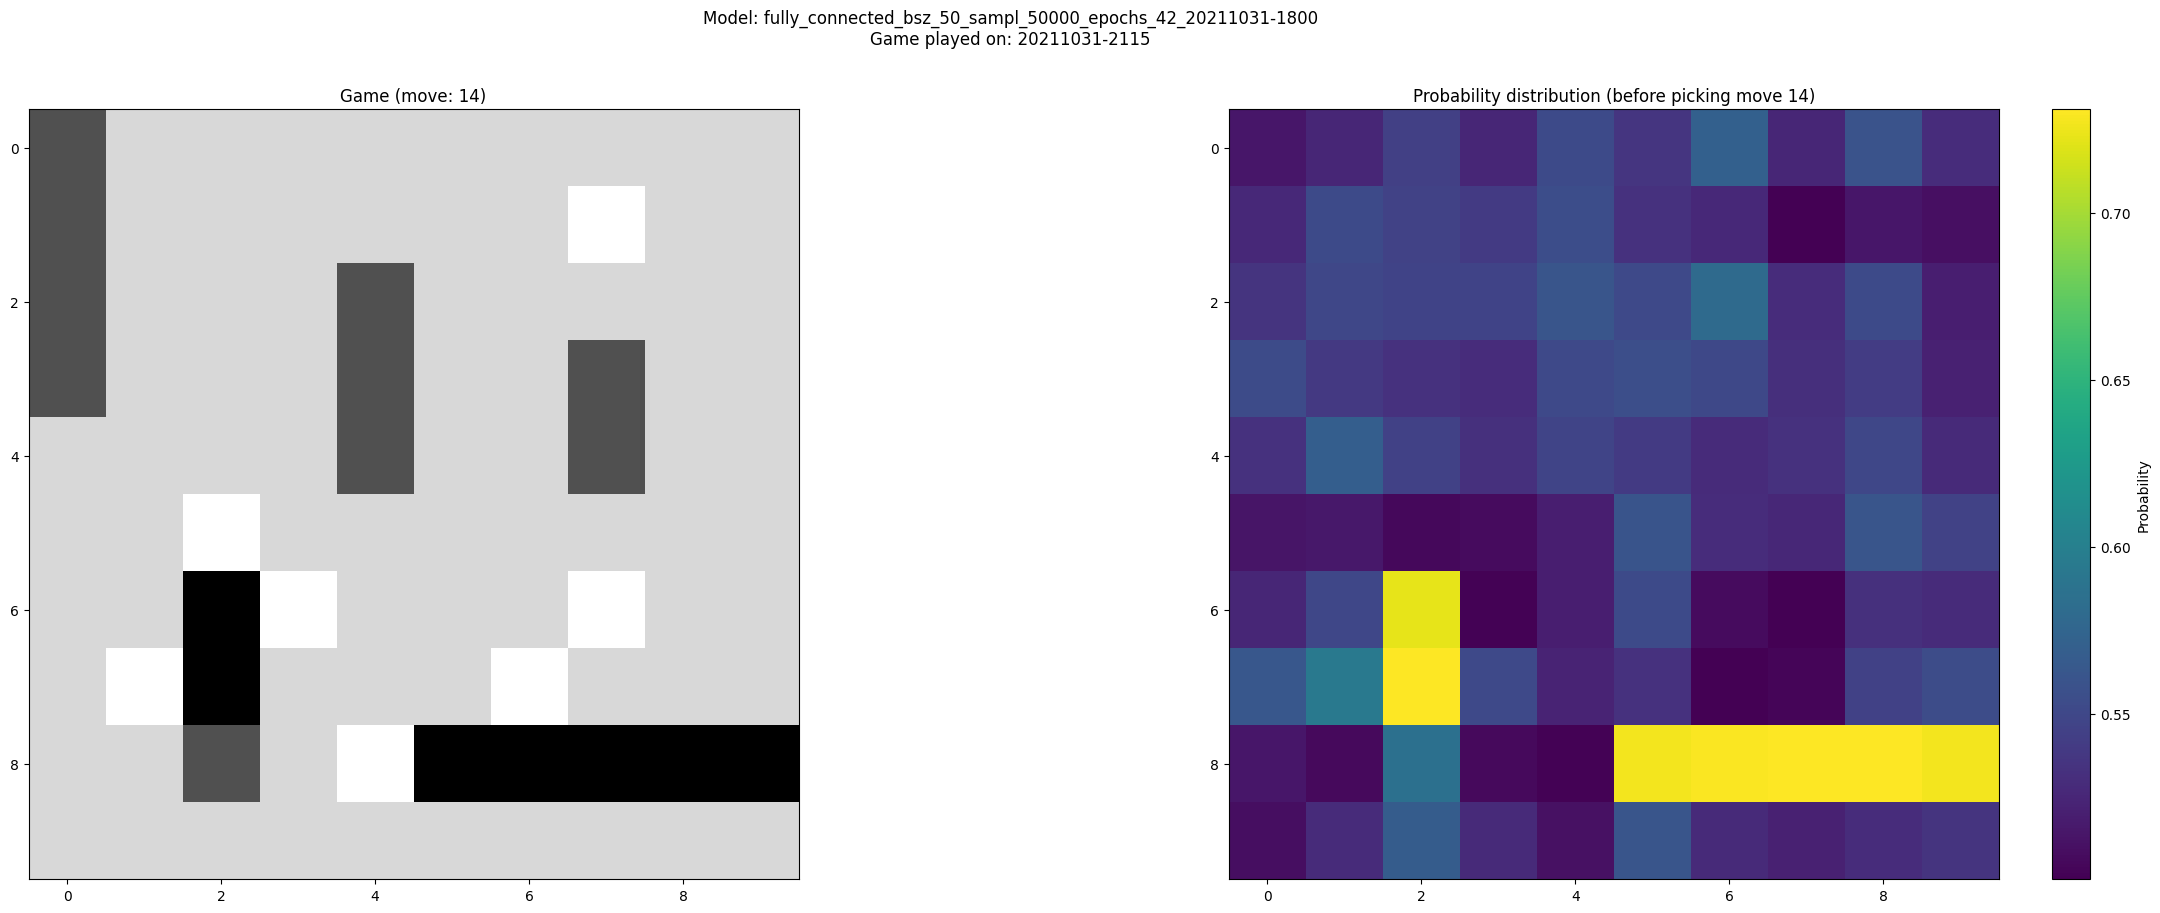 Model: fully_connected_bsz_50_sampl_50000_epochs_42_20211031-1800
Game played on: 20211031-2115
Game (move: 14)
0
2
4
6
8
0 2 4 6 8
Probability distribution (before picking move 14)
0
2
4
6
8
0 2 4 6 8
0.70
0.65
0.60
0.55
Probability